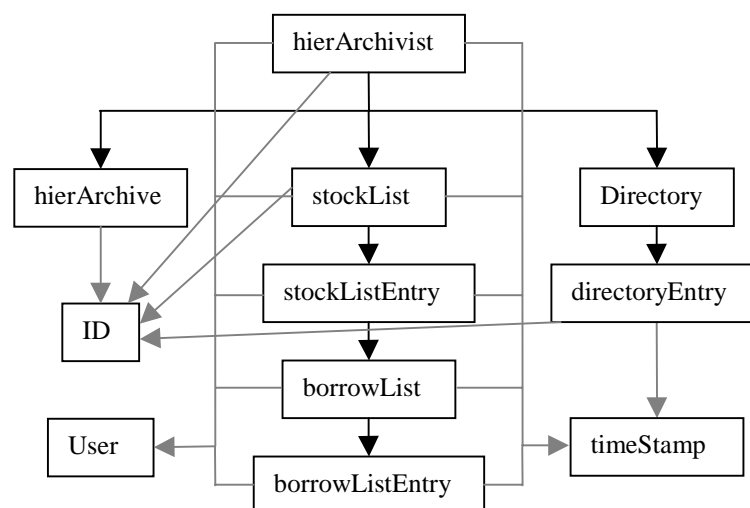 hierArchivist
hierArchive
stockList
Directory
stockListEntry
directoryEntry
ID
borrowList
User
timeStamp
borrowListEntry